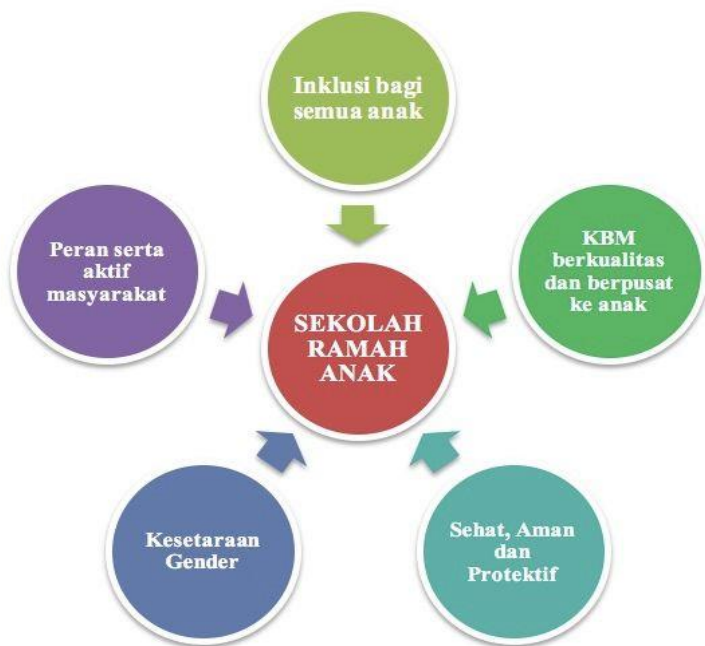 Inklusi bagi
semua anak
Peran serta
aktif
masyarakat
KBM
berkualitas
dan berpusat
ke anak
SEKOLAH
RAMAH
ANAK
Kesetaraan
Gender
Sehat, Aman
dan
Protektif